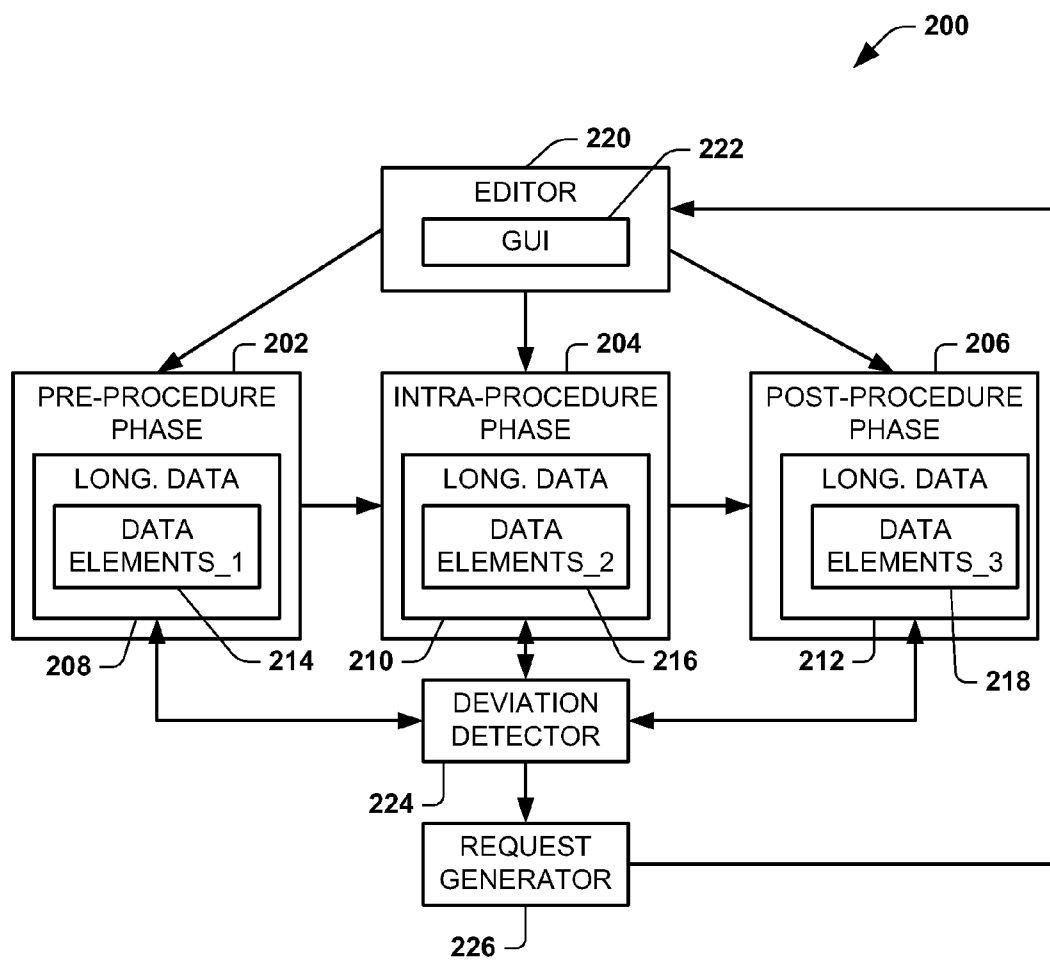 200
220
222
EDITOR
GUI
202
204
206
PRE-PROCEDURE
PHASE
INTRA-PROCEDURE
PHASE
POST-PROCEDURE
PHASE
LONG. DATA
LONG. DATA
LONG. DATA
DATA
ELEMENTS_1
DATA
ELEMENTS_2
DATA
ELEMENTS_3
208
214
210
216
212
218
DEVIATION
DETECTOR
224
REQUEST
GENERATOR
226